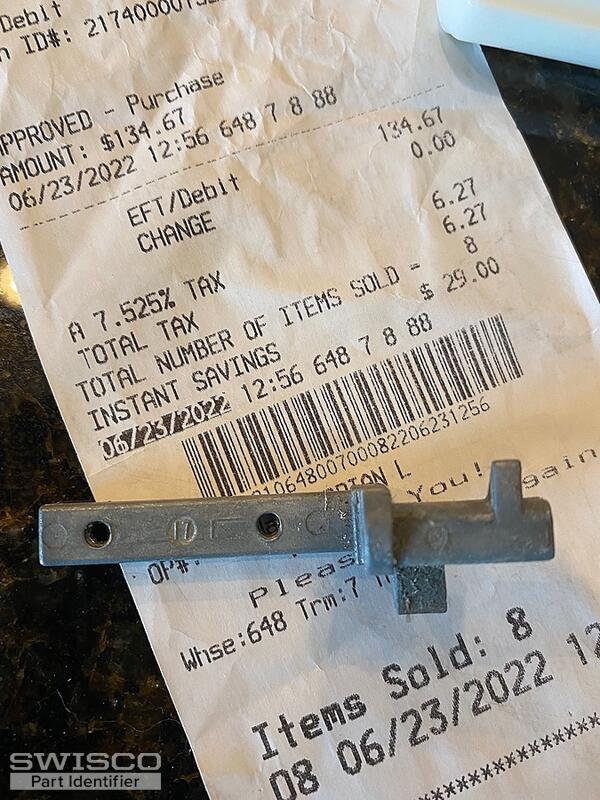 Debit
ID#:
APPROVED - Purchase
AMOUNT: $134.67
06/23/2022 12:56 648 7 8 88
EFT/Debit 134.67
CHANGE 0.00
A 7.525% TAX 6.27
TOTAL TAX 6.27
TOTAL NUMBER OF ITEMS SOLD - 8
INSTANT SAVINGS $ 29.00
06/23/2022 12:56 648 7 8 88
L
You!
OP#:
17
Whse:648 Trm:7
Items Sold: 8
08 06/23/2022 12
*****************
SWISCO
Part Identifier